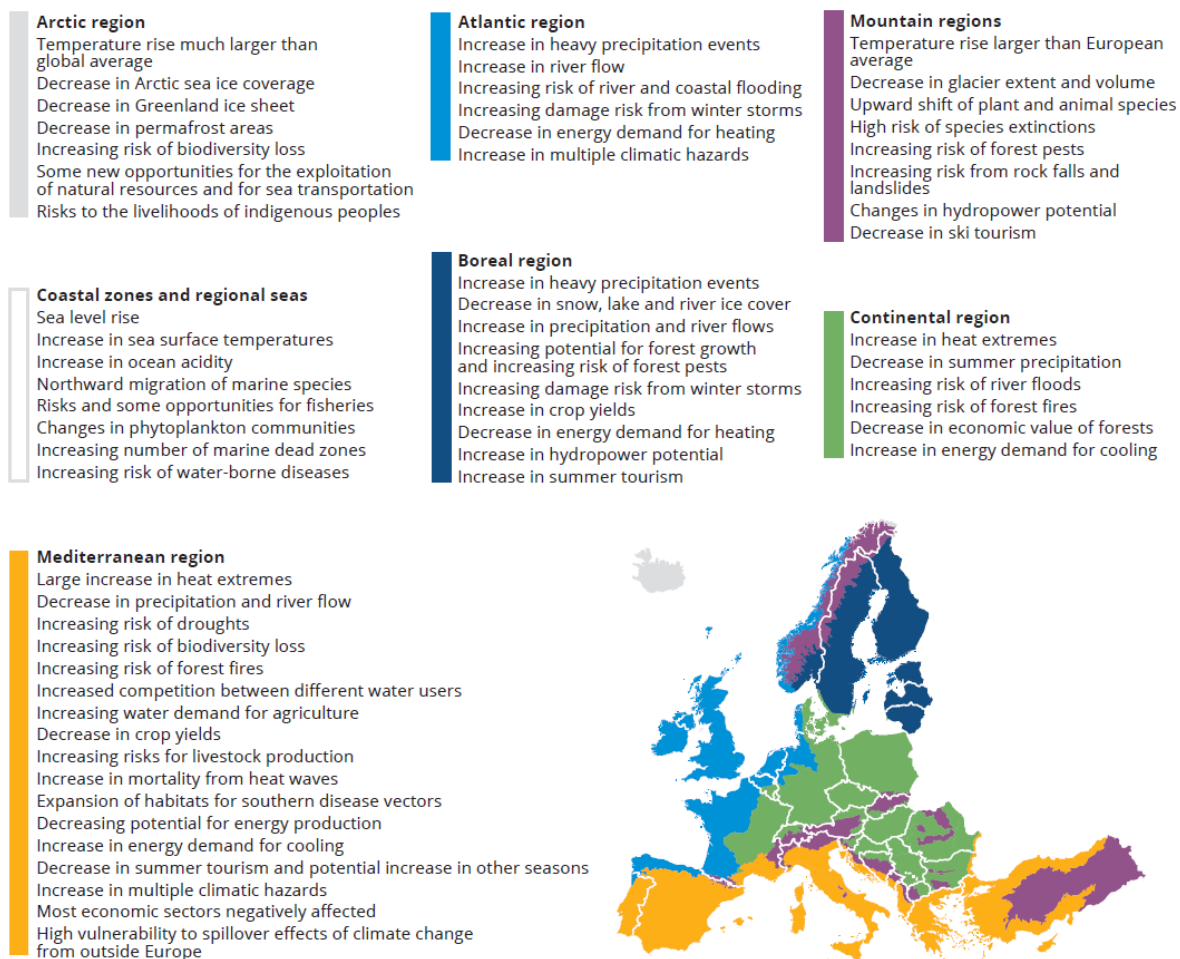 Arctic region
Temperature rise much larger than
global average
Decrease in Arctic sea ice coverage
Decrease in Greenland ice sheet
Decrease in permafrost areas
Increasing risk of biodiversity loss
Some new opportunities for the exploitation
of natural resources and for sea transportation
Risks to the livelihoods of indigenous peoples
Atlantic region
Increase in heavy precipitation events
Increase in river flow
Increasing risk of river and coastal flooding
Increasing damage risk from winter storms
Decrease in energy demand for heating
Increase in multiple climatic hazards
Mountain regions
Temperature rise larger than European
average
Decrease in glacier extent and volume
Upward shift of plant and animal species
High risk of species extinctions
Increasing risk of forest pests
Increasing risk from rock falls and
landslides
Changes in hydropower potential
Decrease in ski tourism
Coastal zones and regional seas
Sea level rise
Increase in sea surface temperatures
Increase in ocean acidity
Northward migration of marine species
Risks and some opportunities for fisheries
Changes in phytoplankton communities
Increasing number of marine dead zones
Increasing risk of water-borne diseases
Boreal region
Increase in heavy precipitation events
Decrease in snow, lake and river ice cover
Increase in precipitation and river flows
Increasing potential for forest growth
and increasing risk of forest pests
Increasing damage risk from winter storms
Increase in crop yields
Decrease in energy demand for heating
Increase in hydropower potential
Increase in summer tourism
Continental region
Increase in heat extremes
Decrease in summer precipitation
Increasing risk of river floods
Increasing risk of forest fires
Decrease in economic value of forests
Increase in energy demand for cooling
Mediterranean region
Large increase in heat extremes
Decrease in precipitation and river flow
Increasing risk of droughts
Increasing risk of biodiversity loss
Increasing risk of forest fires
Increased competition between different water users
Increasing water demand for agriculture
Decrease in crop yields
Increasing risks for livestock production
Increase in mortality from heat waves
Expansion of habitats for southern disease vectors
Decreasing potential for energy production
Increase in energy demand for cooling
Decrease in summer tourism and potential increase in other seasons
Increase in multiple climatic hazards
Most economic sectors negatively affected
High vulnerability to spillover effects of climate change
from outside Europe